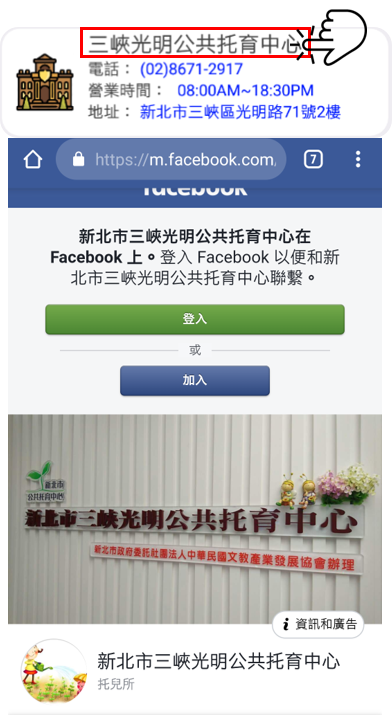 三峽光明公共托育中心
電話： (02)8671-2917
營業時間： 08:00AM~18:30PM
地址： 新北市三峽區光明路71號2樓
https://m.facebook.com
7
facebook
新北市三峽光明公共托育中心在
Facebook 上。登入 Facebook 以便和新
北市三峽光明公共托育中心聯繫。
登入
或
加入
新北市
公共托育中心
新北市三峽光明公共托育中心
新北市政府委託社團法人中華民國文教產業發展協會辦理
資訊和廣告
新北市三峽光明公共托育中心
托兒所